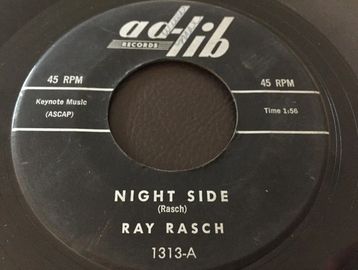 ad-lib
RECORDS
45 RPM
45 RPM
Keynote Music
(ASCAP)
Time 1:56
NIGHT SIDE
(Rasch)
RAY RASCH
1313-A